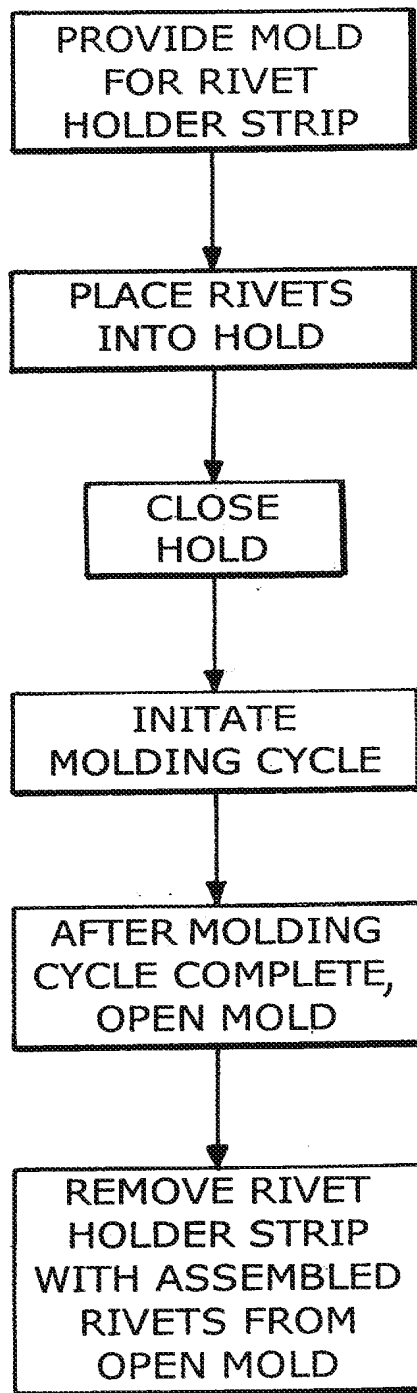 PROVIDE MOLD
FOR RIVET
HOLDER STRIP
PLACE RIVETS
INTO HOLD
CLOSE
HOLD
INITATE
MOLDING CYCLE
AFTER MOLDING
CYCLE COMPLETE,
OPEN MOLD
REMOVE RIVET
HOLDER STRIP
WITH ASSEMBLED
RIVETS FROM
OPEN MOLD